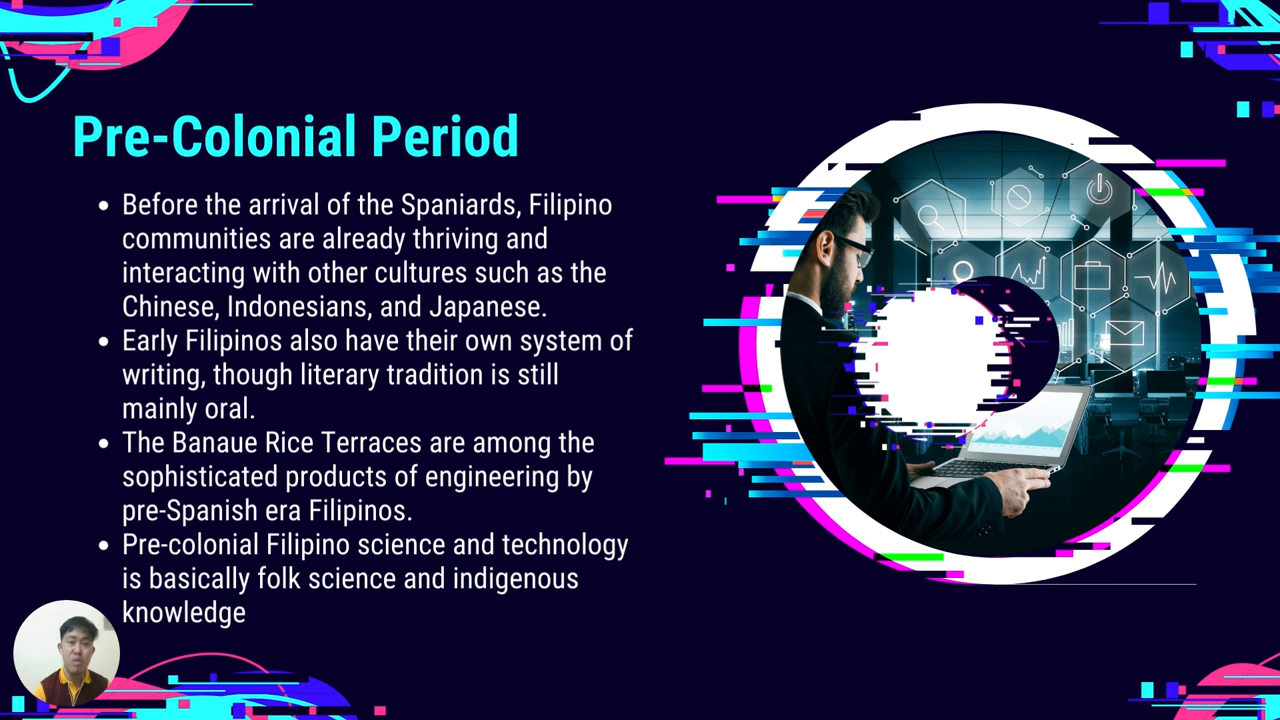 Pre-Colonial Period
• Before the arrival of the Spaniards, Filipino
communities are already thriving and
interacting with other cultures such as the
Chinese, Indonesians, and Japanese.
• Early Filipinos also have their own system of
writing, though literary tradition is still
mainly oral.
• The Banaue Rice Terraces are among the
sophisticated products of engineering by
pre-Spanish era Filipinos.
• Pre-colonial Filipino science and technology
is basically folk science and indigenous
knowledge